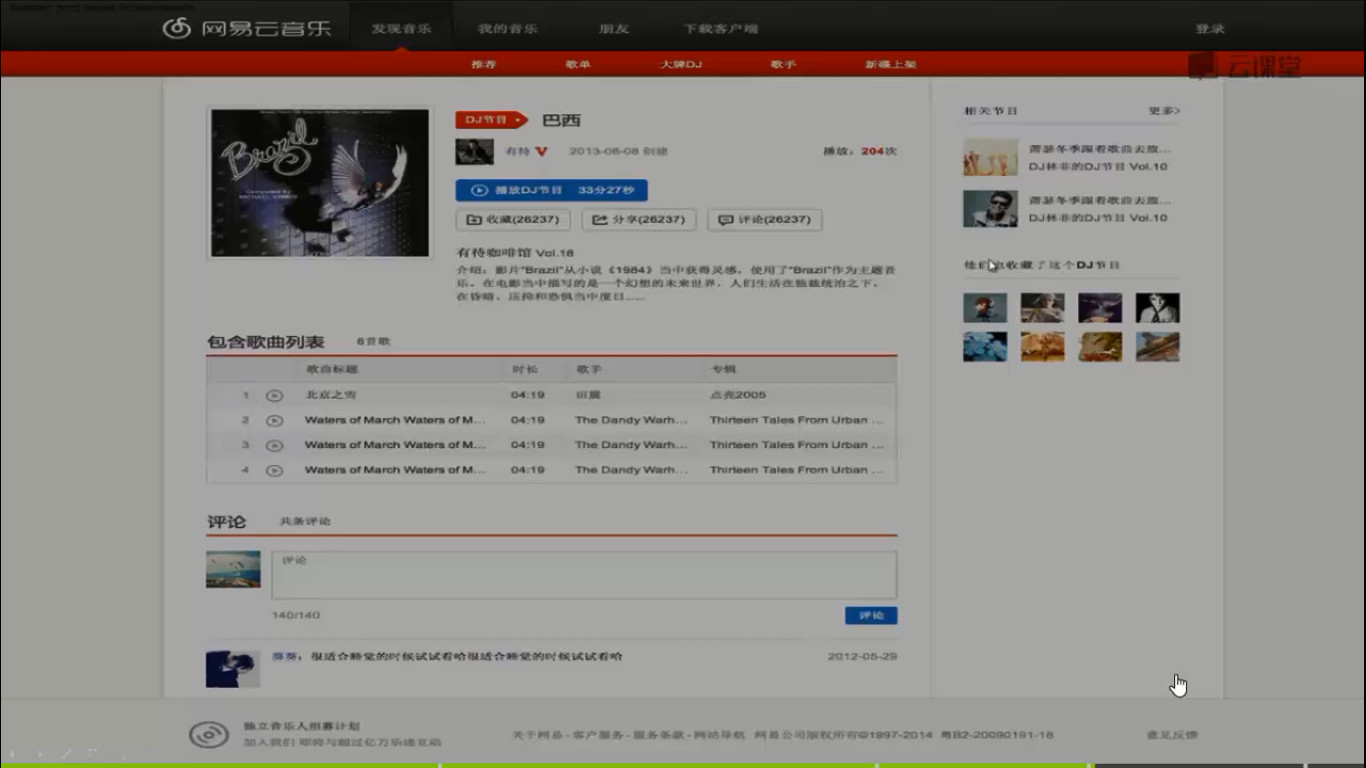 网易云音乐
发现音乐 我的音乐 朋友 下载客户端 登录
推荐 歌单 大牌DJ 歌手 新碟上架
云课堂
Brazil
DJ节目 巴西
有待 2013-06-08 创建 播放：204次
播放DJ节目 33分27秒
收藏(26237) 分享(26237) 评论(26237)
有待咖啡馆 Vol.18
介绍：影片"Brazil"从小说《1984》当中获得灵感，使用了"Brazil"作为主题音
乐。在电影当中描写的是一个幻想的未来世界，人们生活在独裁统治之下，
在昏暗、压抑和恐惧当中度日......
包含歌曲列表 6首歌
歌曲标题 时长 歌手 专辑
1 北京之雪 04:19 田震 点亮2005
2 Waters of March Waters of M... 04:19 The Dandy Warh... Thirteen Tales From Urban ...
3 Waters of March Waters of M... 04:19 The Dandy Warh... Thirteen Tales From Urban ...
4 Waters of March Waters of M... 04:19 The Dandy Warh... Thirteen Tales From Urban ...
评论 共条评论
评论
140/140
评论
葵葵：很适合睡觉的时候试试看哈很适合睡觉的时候试试看哈 2012-05-29
相关节目 更多>
萧瑟冬季跟着歌曲去旅...
DJ林非的DJ节目 Vol.10
萧瑟冬季跟着歌曲去旅...
DJ林非的DJ节目 Vol.10
他们也收藏了这个DJ节目
独立音乐人招募计划
加入我们 即将与超过亿万乐迷互动
关于网易 - 客户服务 - 服务条款 - 网站导航 网易公司版权所有©1997-2014 粤B2-20090191-18
意见反馈